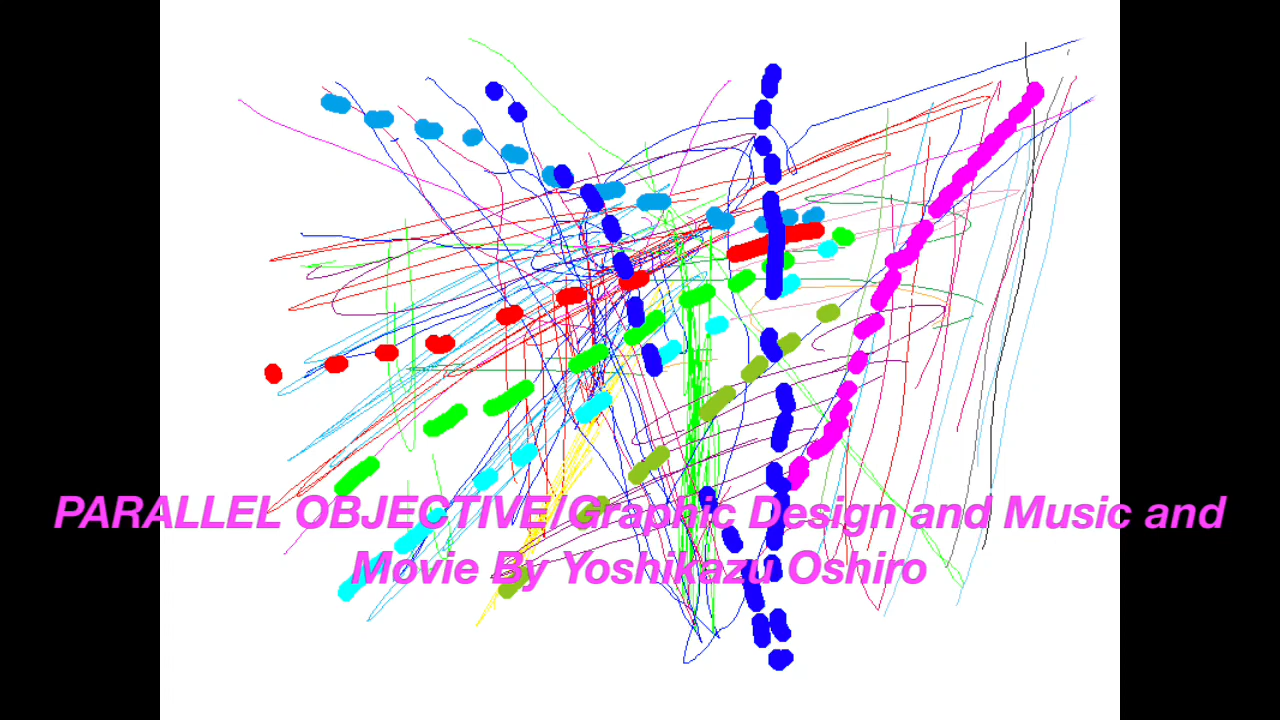 PARALLEL OBJECTIVE/Graphic Design and Music and
Movie By Yoshikazu Oshiro